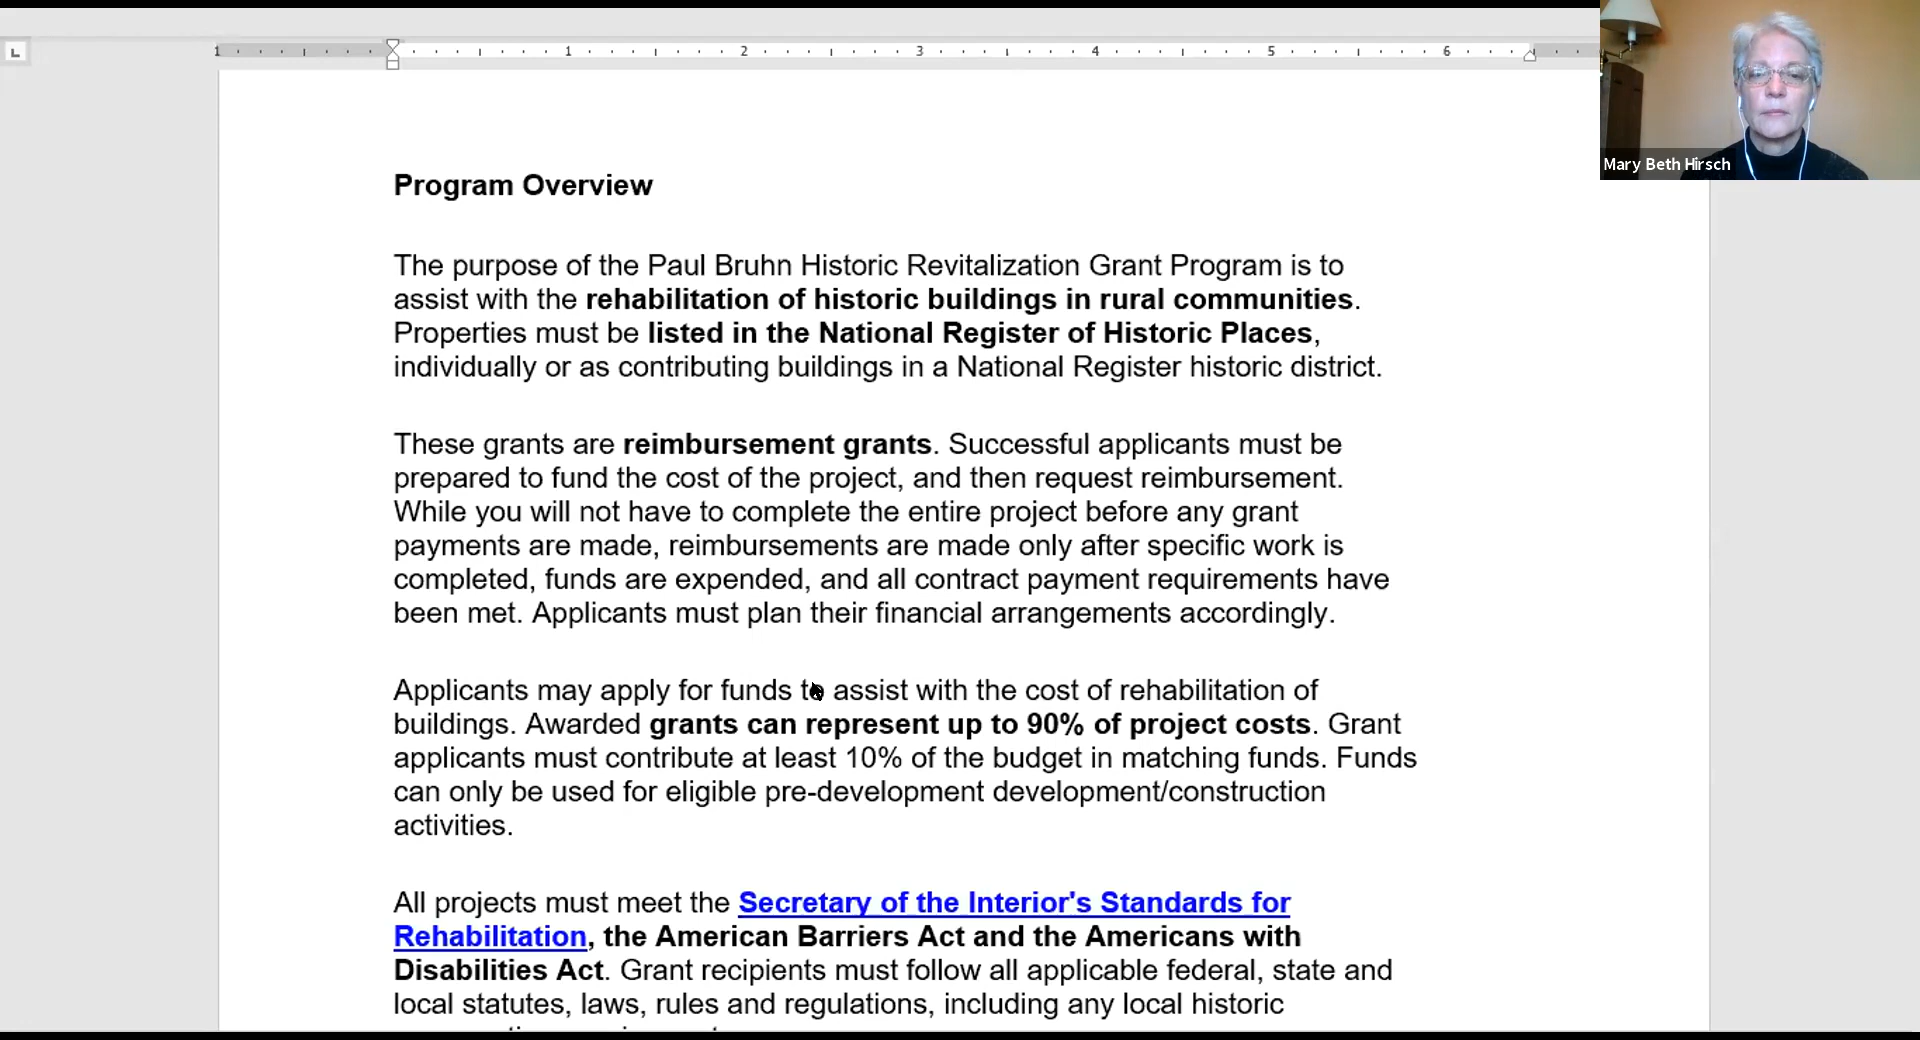 1 1 2 3 4 5 6
Mary Beth Hirsch
Program Overview
The purpose of the Paul Bruhn Historic Revitalization Grant Program is to
assist with the rehabilitation of historic buildings in rural communities.
Properties must be listed in the National Register of Historic Places,
individually or as contributing buildings in a National Register historic district.
These grants are reimbursement grants. Successful applicants must be
prepared to fund the cost of the project, and then request reimbursement.
While you will not have to complete the entire project before any grant
payments are made, reimbursements are made only after specific work is
completed, funds are expended, and all contract payment requirements have
been met. Applicants must plan their financial arrangements accordingly.
Applicants may apply for funds to assist with the cost of rehabilitation of
buildings. Awarded grants can represent up to 90% of project costs. Grant
applicants must contribute at least 10% of the budget in matching funds. Funds
can only be used for eligible pre-development development/construction
activities.
All projects must meet the Secretary of the Interior's Standards for
Rehabilitation, the American Barriers Act and the Americans with
Disabilities Act. Grant recipients must follow all applicable federal, state and
local statutes, laws, rules and regulations, including any local historic